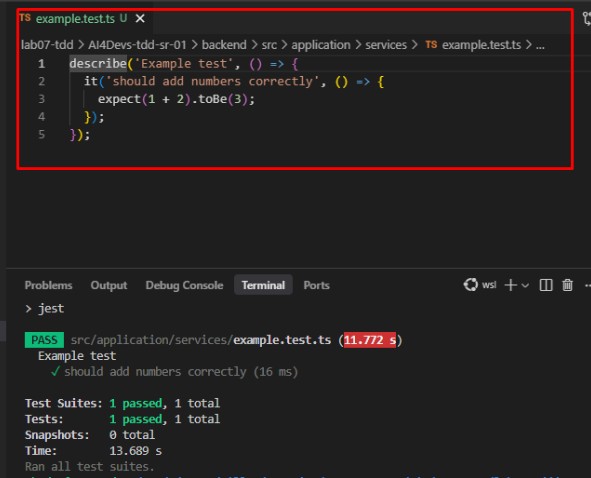 TS example.test.ts U ×
lab07-tdd > AI4Devs-tdd-sr-01 > backend > src > application > services > TS example.test.ts > ...
1 describe('Example test', () => {
2 it('should add numbers correctly', () => {
3 expect(1 + 2).toBe(3);
4 });
5 });
Problems Output Debug Console Terminal Ports
wsl
> jest
PASS src/application/services/example.test.ts (11.772 s)
Example test
✓ should add numbers correctly (16 ms)
Test Suites: 1 passed, 1 total
Tests: 1 passed, 1 total
Snapshots: 0 total
Time: 13.689 s
Ran all test suites.